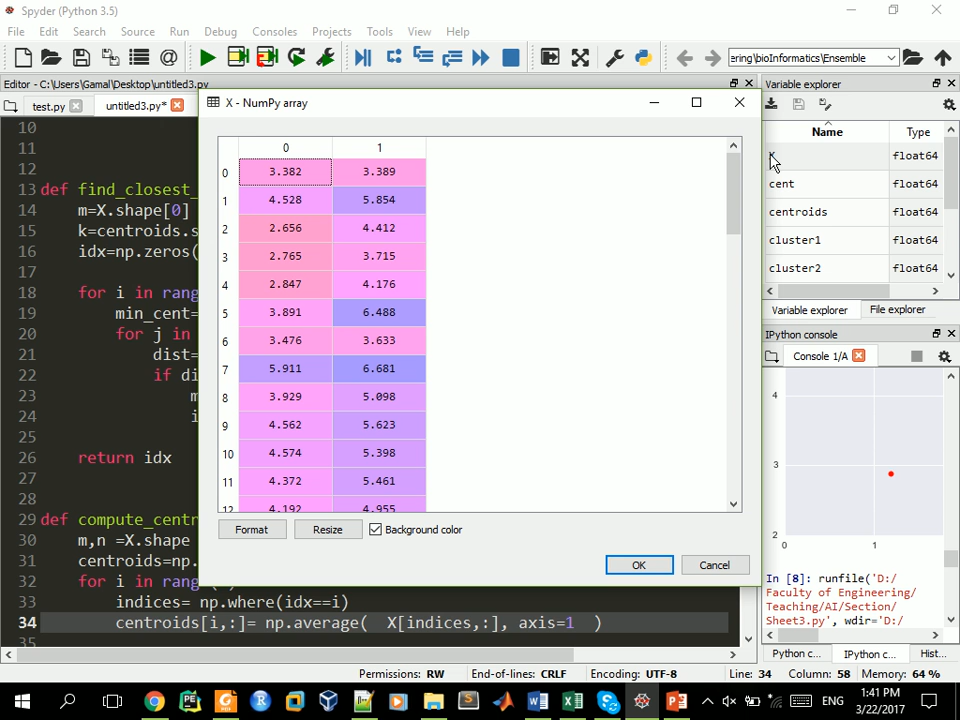 Spyder (Python 3.5)
File Edit Search Source Run Debug Consoles Projects Tools View Help
ering\bioInformatics\Ensemble
Editor - C:\Users\Gamal\Desktop\untitled3.py
test.py untitled3.py*
10
11
12
13 def find_closest_
14 m=X.shape[0]
15 k=centroids.s
16 idx=np.zeros(
17
18 for i in rang
19 min_cent=
20 for j in
21 dist=
22 if di
23 m
24 i
25
26 return idx
27
28
29 def compute_centr
30 m,n =X.shape
31 centroids=np.
32 for i in rang
33 indices= np.where(idx==i)
34 centroids[i,:]= np.average( X[indices,:], axis=1 )
35
X - NumPy array
0 1
0 3.382 3.389
1 4.528 5.854
2 2.656 4.412
3 2.765 3.715
4 2.847 4.176
5 3.891 6.488
6 3.476 3.633
7 5.911 6.681
8 3.929 5.098
9 4.562 5.623
10 4.574 5.398
11 4.372 5.461
12 4.192 4.955
Format Resize Background color
OK Cancel
Variable explorer
Name Type
X float64
cent float64
centroids float64
cluster1 float64
cluster2 float64
Variable explorer File explorer
IPython console
Console 1/A
4
3
2
0 1
In [8]: runfile('D:/
Faculty of Engineering/
Teaching/AI/Section/
Sheet3.py', wdir='D:/
Python c... IPython c... Hist...
Permissions: RW End-of-lines: CRLF Encoding: UTF-8 Line: 34 Column: 58 Memory: 64 %
ENG
1:41 PM
3/22/2017